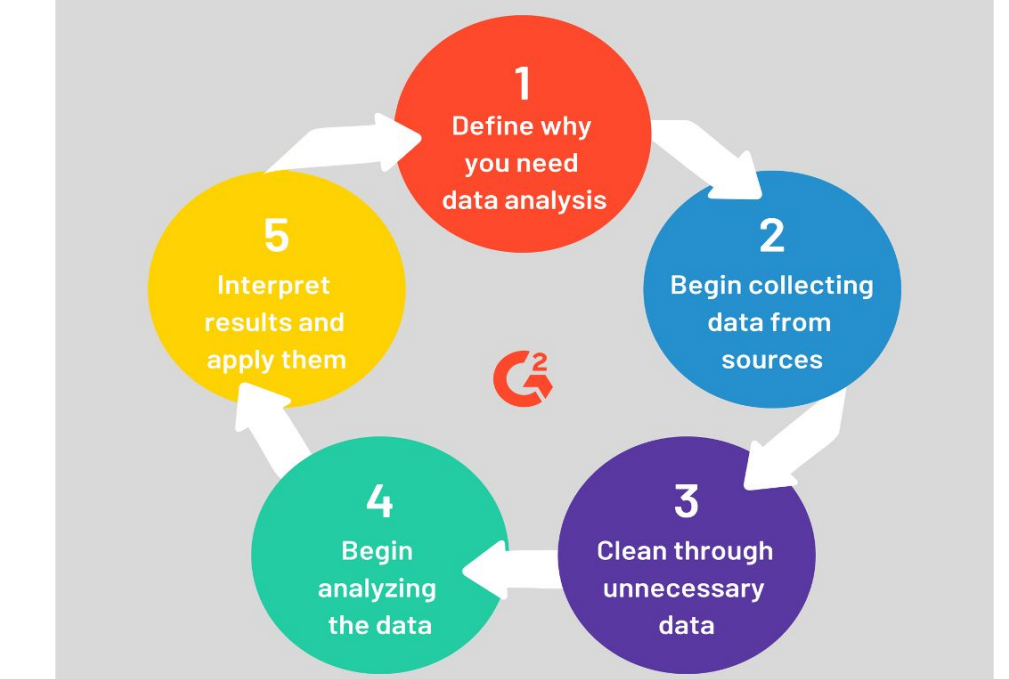 1
Define why
you need
data analysis
2
Begin collecting
data from
sources
3
Clean through
unnecessary
data
4
Begin
analyzing
the data
5
Interpret
results and
apply them
G2